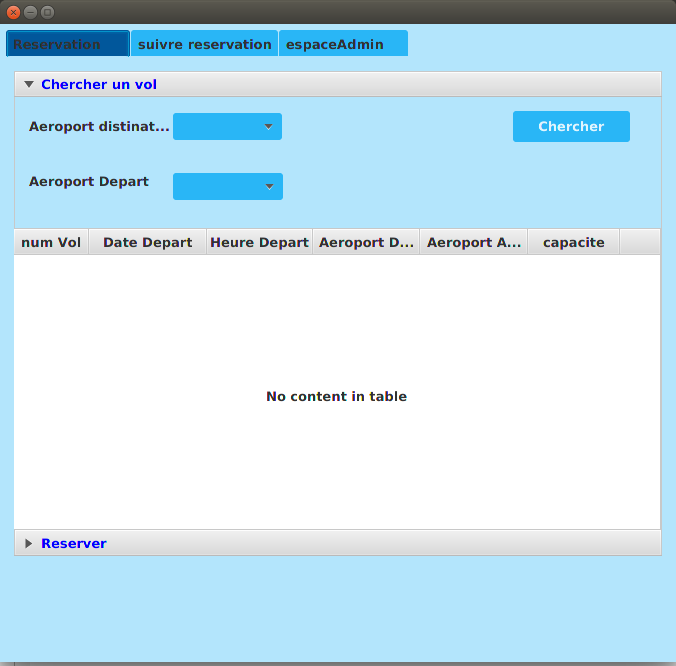 Reservation suivre reservation espaceAdmin
Chercher un vol
Aeroport distinat... Chercher
Aeroport Depart
num Vol Date Depart Heure Depart Aeroport D... Aeroport A... capacite
No content in table
Reserver